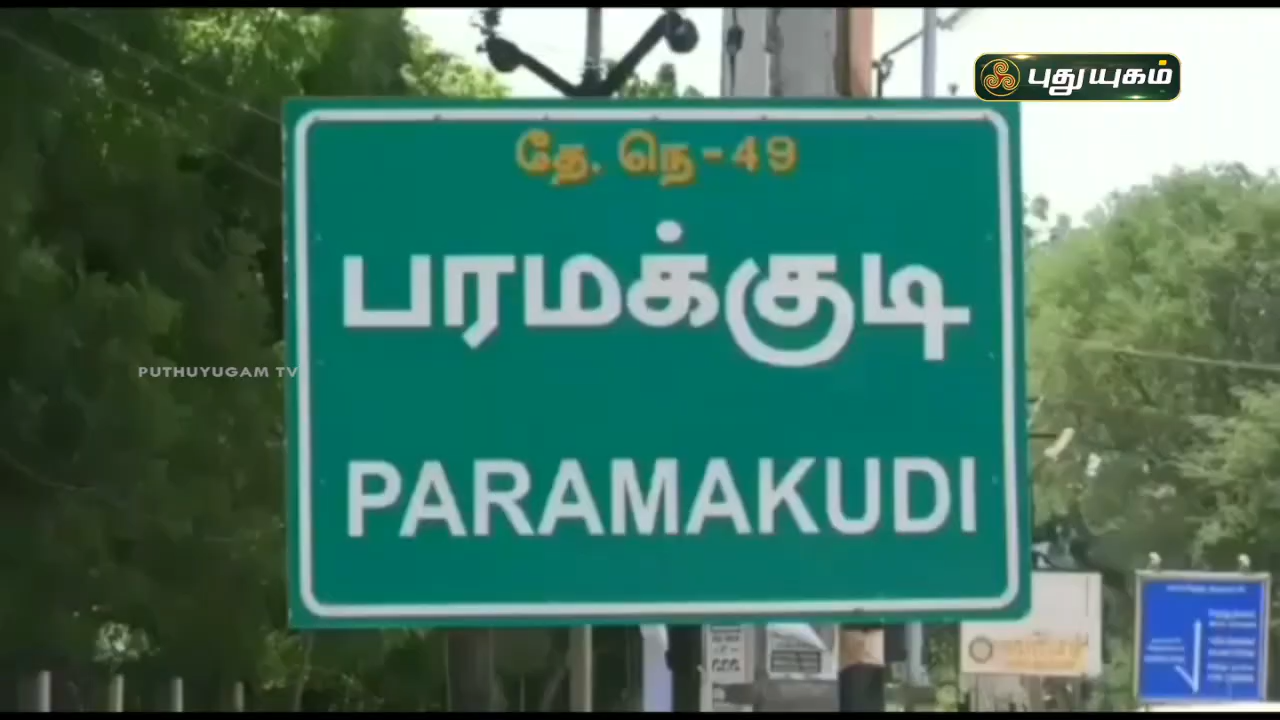 புதுயுகம்
தே. நெ - 49
பரமக்குடி
PUTHUYUGAM TV
PARAMAKUDI